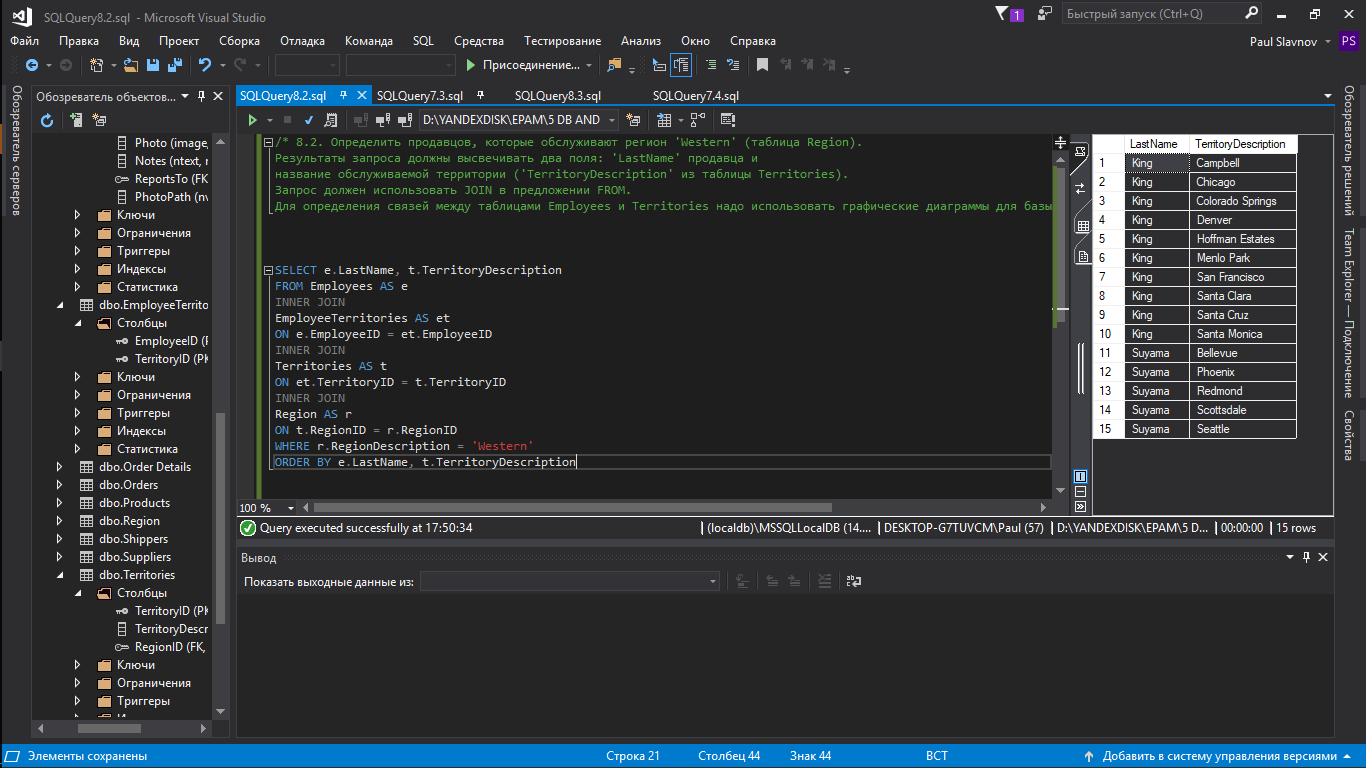 SQLQuery8.2.sql - Microsoft Visual Studio
1
Быстрый запуск (Ctrl+Q)
Файл Правка Вид Проект Сборка Отладка Команда SQL Средства Тестирование Анализ Окно Справка
Paul Slavnov PS
Присоединение...
Обозреватель серверов
Обозреватель объектов...
Photo (image,
Notes (ntext, n
ReportsTo (FK
PhotoPath (nv
Ключи
Ограничения
Триггеры
Индексы
Статистика
dbo.EmployeeTerrito
Столбцы
EmployeeID (P
TerritoryID (PK
Ключи
Ограничения
Триггеры
Индексы
Статистика
dbo.Order Details
dbo.Orders
dbo.Products
dbo.Region
dbo.Shippers
dbo.Suppliers
dbo.Territories
Столбцы
TerritoryID (PK
TerritoryDescr
RegionID (FK,
Ключи
Ограничения
Триггеры
SQLQuery8.2.sql SQLQuery7.3.sql SQLQuery8.3.sql SQLQuery7.4.sql
D:\YANDEXDISK\EPAM\5 DB AND
/* 8.2. Определить продавцов, которые обслуживают регион 'Western' (таблица Region).
Результаты запроса должны высвечивать два поля: 'LastName' продавца и
название обслуживаемой территории ('TerritoryDescription' из таблицы Territories).
Запрос должен использовать JOIN в предложении FROM.
Для определения связей между таблицами Employees и Territories надо использовать графические диаграммы для базы
SELECT e.LastName, t.TerritoryDescription
FROM Employees AS e
INNER JOIN
EmployeeTerritories AS et
ON e.EmployeeID = et.EmployeeID
INNER JOIN
Territories AS t
ON et.TerritoryID = t.TerritoryID
INNER JOIN
Region AS r
ON t.RegionID = r.RegionID
WHERE r.RegionDescription = 'Western'
ORDER BY e.LastName, t.TerritoryDescription
100 %
LastName TerritoryDescription
1 King Campbell
2 King Chicago
3 King Colorado Springs
4 King Denver
5 King Hoffman Estates
6 King Menlo Park
7 King San Francisco
8 King Santa Clara
9 King Santa Cruz
10 King Santa Monica
11 Suyama Bellevue
12 Suyama Phoenix
13 Suyama Redmond
14 Suyama Scottsdale
15 Suyama Seattle
Обозреватель решений
Team Explorer — Подключение
Свойства
Query executed successfully at 17:50:34
(localdb)\MSSQLLocalDB (14.... DESKTOP-G7TUVCM\Paul (57) D:\YANDEXDISK\EPAM\5 D... 00:00:00 15 rows
Вывод
Показать выходные данные из:
Элементы сохранены Строка 21 Столбец 44 Знак 44 ВСТ Добавить в систему управления версиями